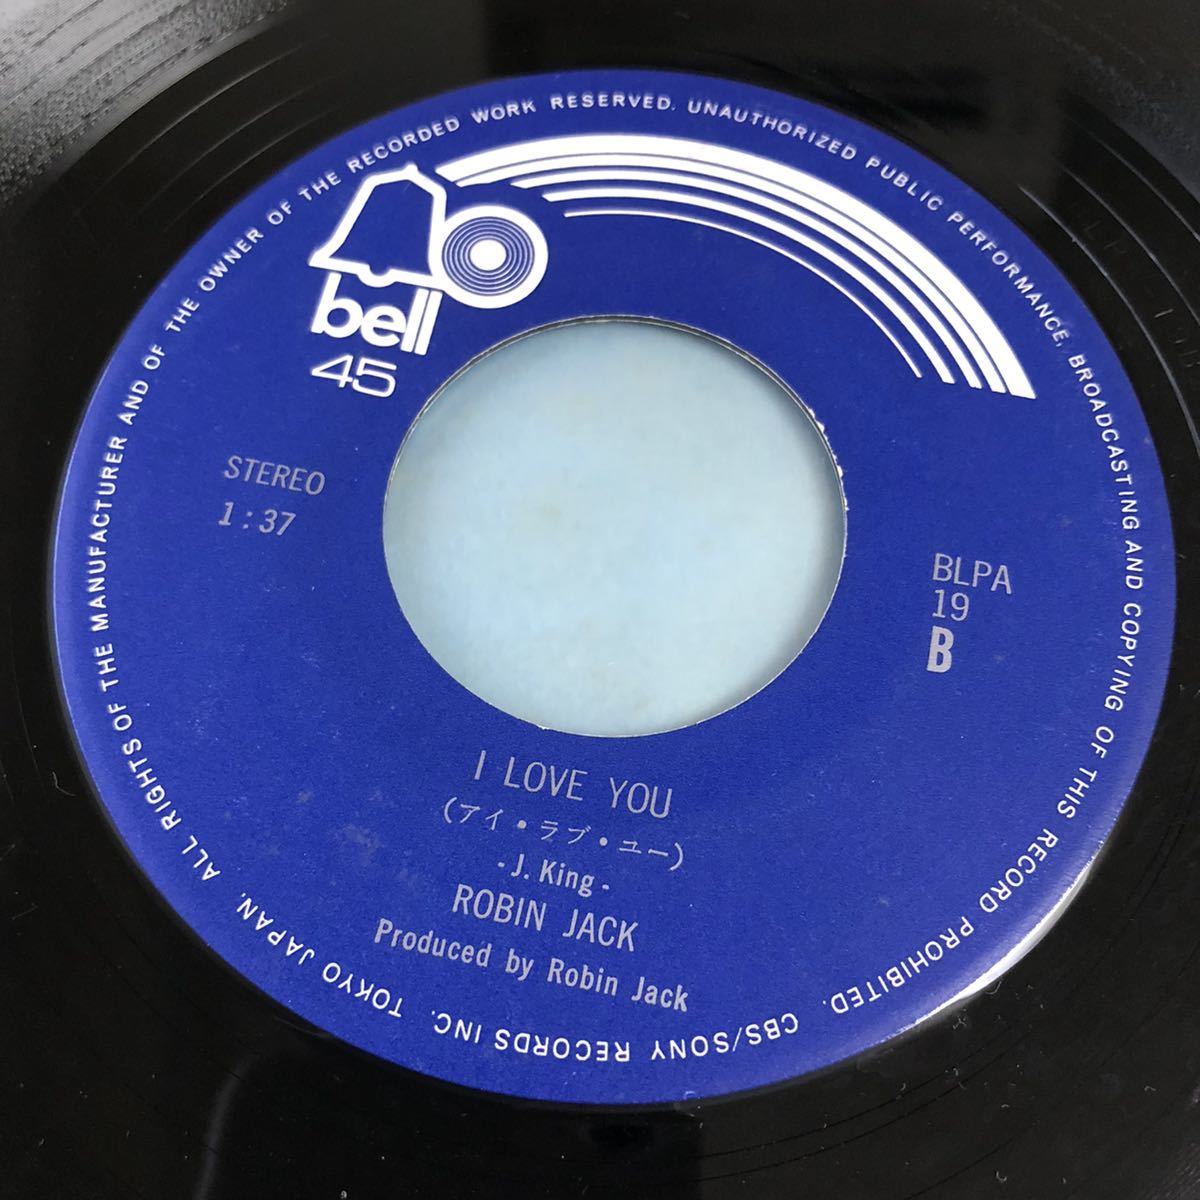 ALL RIGHTS OF THE MANUFACTURER AND OF THE OWNER OF THE RECORDED WORK RESERVED. UNAUTHORIZED PUBLIC PERFORMANCE, BROADCASTING AND COPYING OF THIS RECORD PROHIBITED. CBS/SONY RECORDS INC. TOKYO JAPAN.
bell
45
STEREO
1:37
BLPA
19
B
I LOVE YOU
(アイ・ラブ・ユー)
- J. King -
ROBIN JACK
Produced by Robin Jack